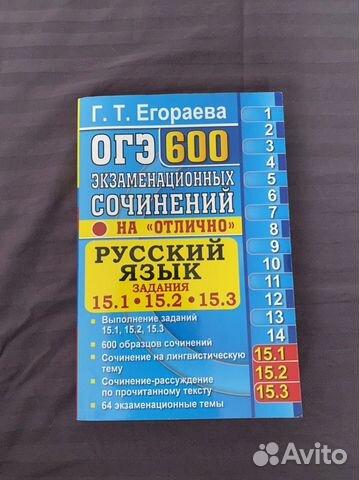 Г. Т. Егораева
ОГЭ 600
ЭКЗАМЕНАЦИОННЫХ
СОЧИНЕНИЙ
НА «ОТЛИЧНО»
РУССКИЙ
ЯЗЫК
ЗАДАНИЯ
15.1 • 15.2 • 15.3
• Выполнение заданий
15.1, 15.2, 15.3
• 600 образцов сочинений
• Сочинение на лингвистическую
тему
• Сочинение-рассуждение
по прочитанному тексту
• 64 экзаменационные темы
1
2
3
4
5
6
7
8
9
10
11
12
13
14
15.1
15.2
15.3
Avito